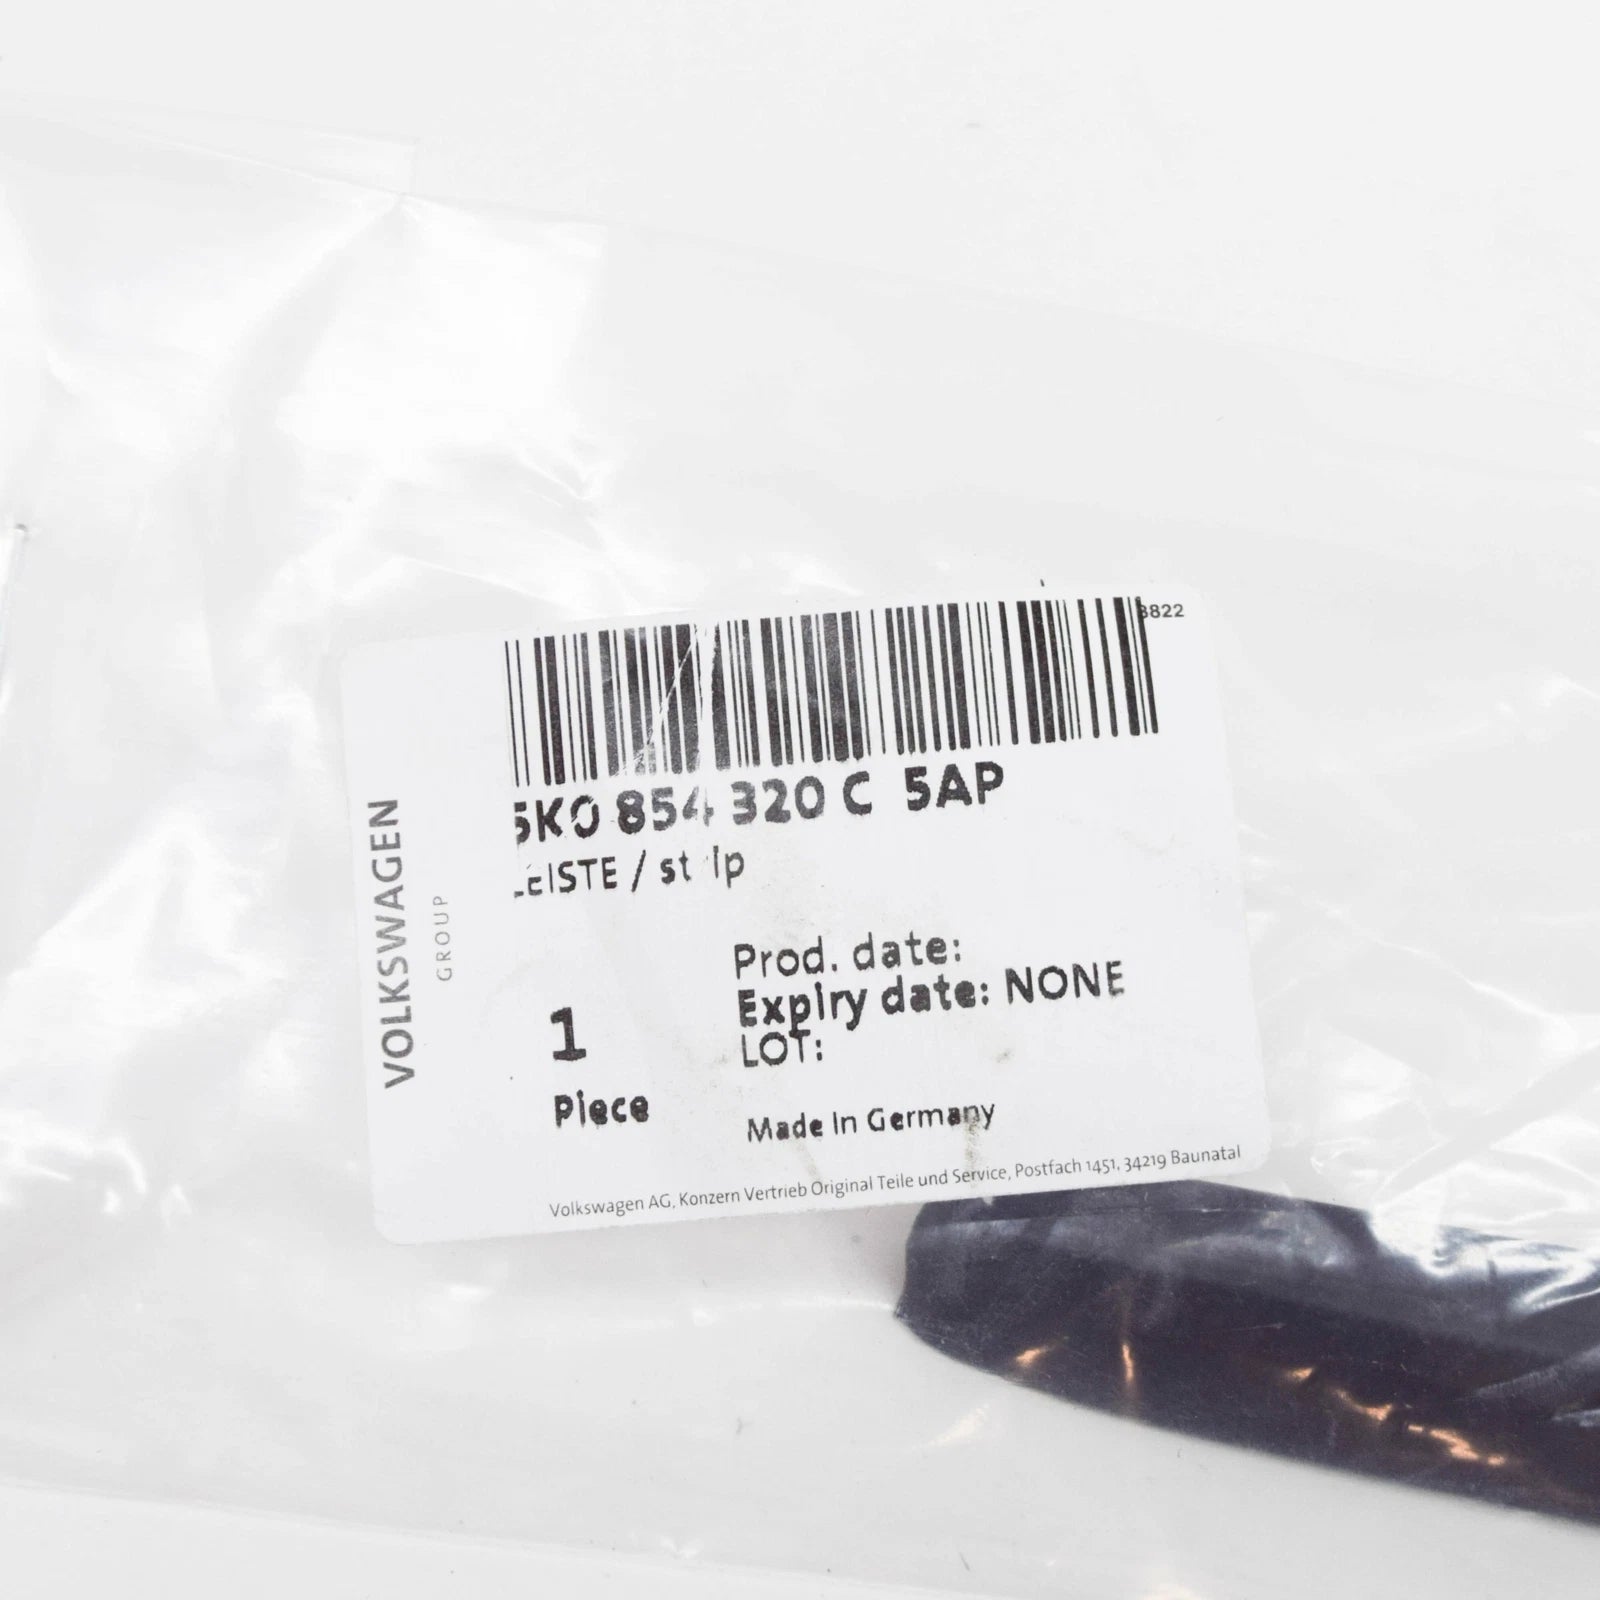 5K0 854 320 C 5AP
LEISTE / strip
Prod. date:
Expiry date: NONE
LOT:
1
Piece
Made In Germany
Volkswagen AG, Konzern Vertrieb Original Teile und Service, Postfach 1451, 34219 Baunatal
VOLKSWAGEN
GROUP